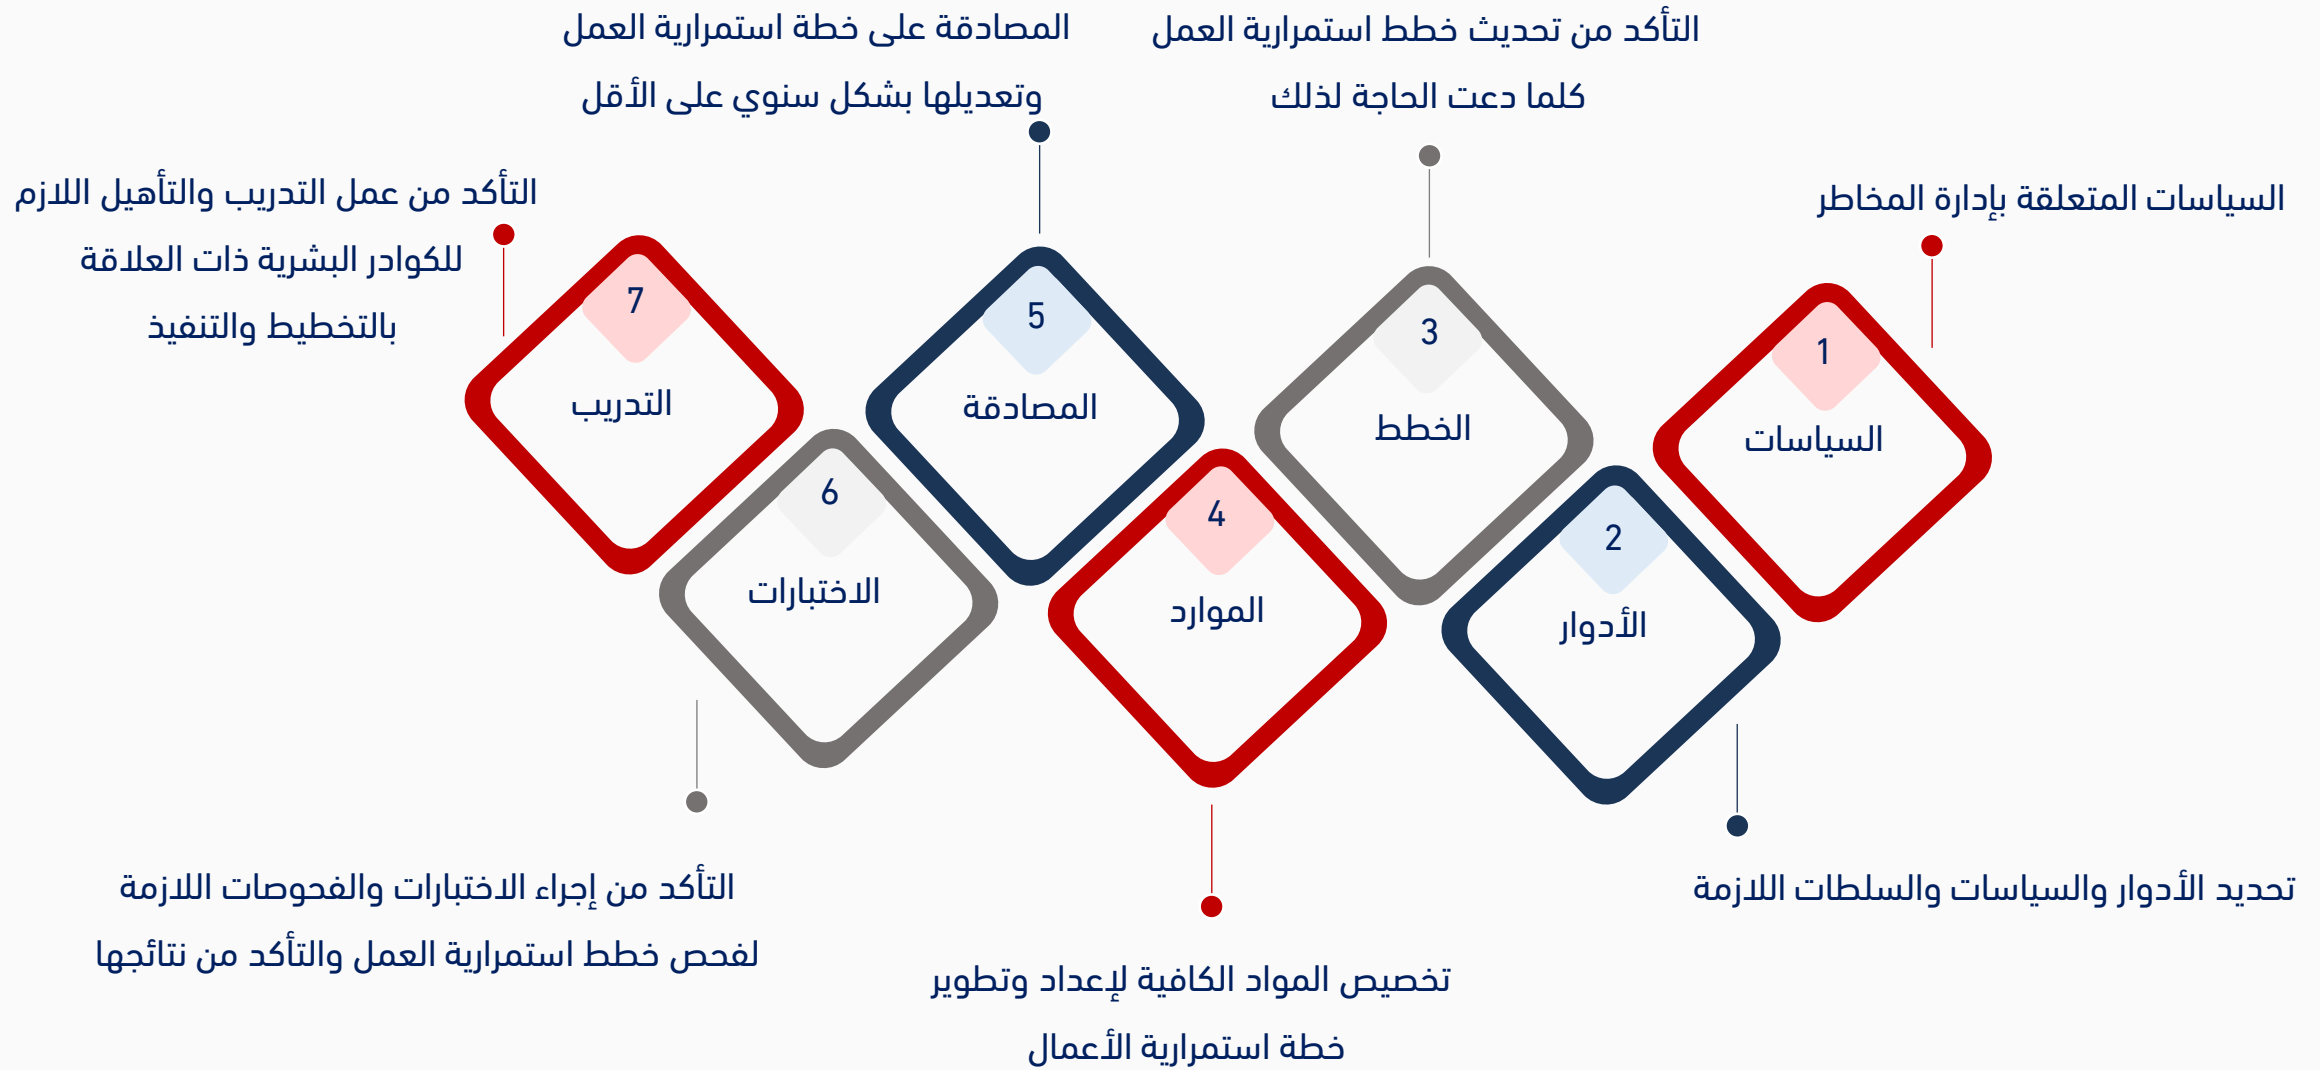 السياسات المتعلقة بإدارة المخاطر
1
السياسات
2
الأدوار
تحديد الأدوار والسياسات والسلطات اللازمة
التأكد من تحديث خطط استمرارية العمل
كلما دعت الحاجة لذلك
3
الخطط
4
الموارد
تخصيص المواد الكافية لإعداد وتطوير
خطة استمرارية الأعمال
المصادقة على خطة استمرارية العمل
وتعديلها بشكل سنوي على الأقل
5
المصادقة
6
الاختبارات
التأكد من إجراء الاختبارات والفحوصات اللازمة
لفحص خطط استمرارية العمل والتأكد من نتائجها
التأكد من عمل التدريب والتأهيل اللازم
للكوادر البشرية ذات العلاقة
بالتخطيط والتنفيذ
7
التدريب